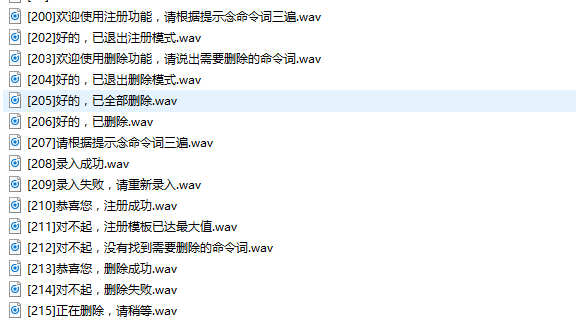 [200]欢迎使用注册功能，请根据提示念命令词三遍.wav
[202]好的，已退出注册模式.wav
[203]欢迎使用删除功能，请说出需要删除的命令词.wav
[204]好的，已退出删除模式.wav
[205]好的，已全部删除.wav
[206]好的，已删除.wav
[207]请根据提示念命令词三遍.wav
[208]录入成功.wav
[209]录入失败，请重新录入.wav
[210]恭喜您，注册成功.wav
[211]对不起，注册模板已达最大值.wav
[212]对不起，没有找到需要删除的命令词.wav
[213]恭喜您，删除成功.wav
[214]对不起，删除失败.wav
[215]正在删除，请稍等.wav